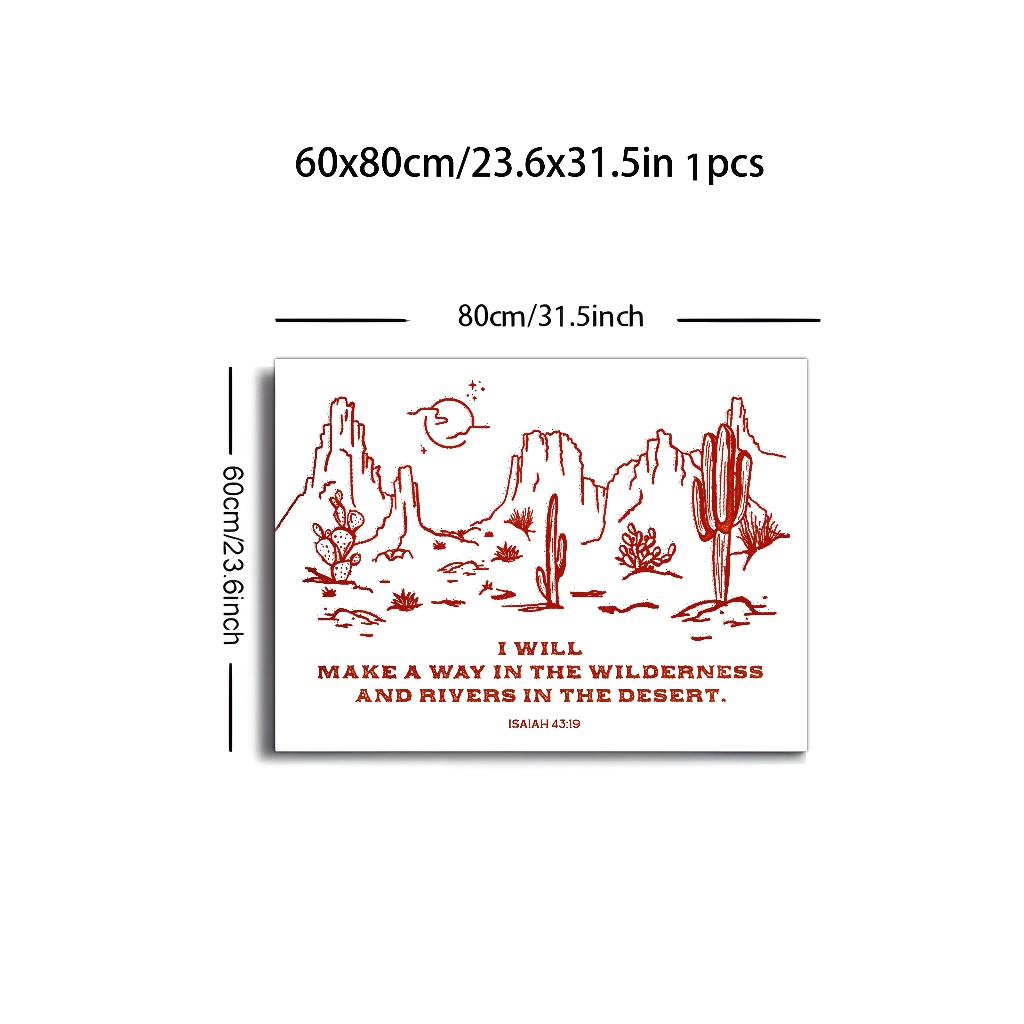 60x80cm/23.6x31.5in 1pcs
80cm/31.5inch
60cm/23.6inch
I WILL
MAKE A WAY IN THE WILDERNESS
AND RIVERS IN THE DESERT.
ISAIAH 43:19